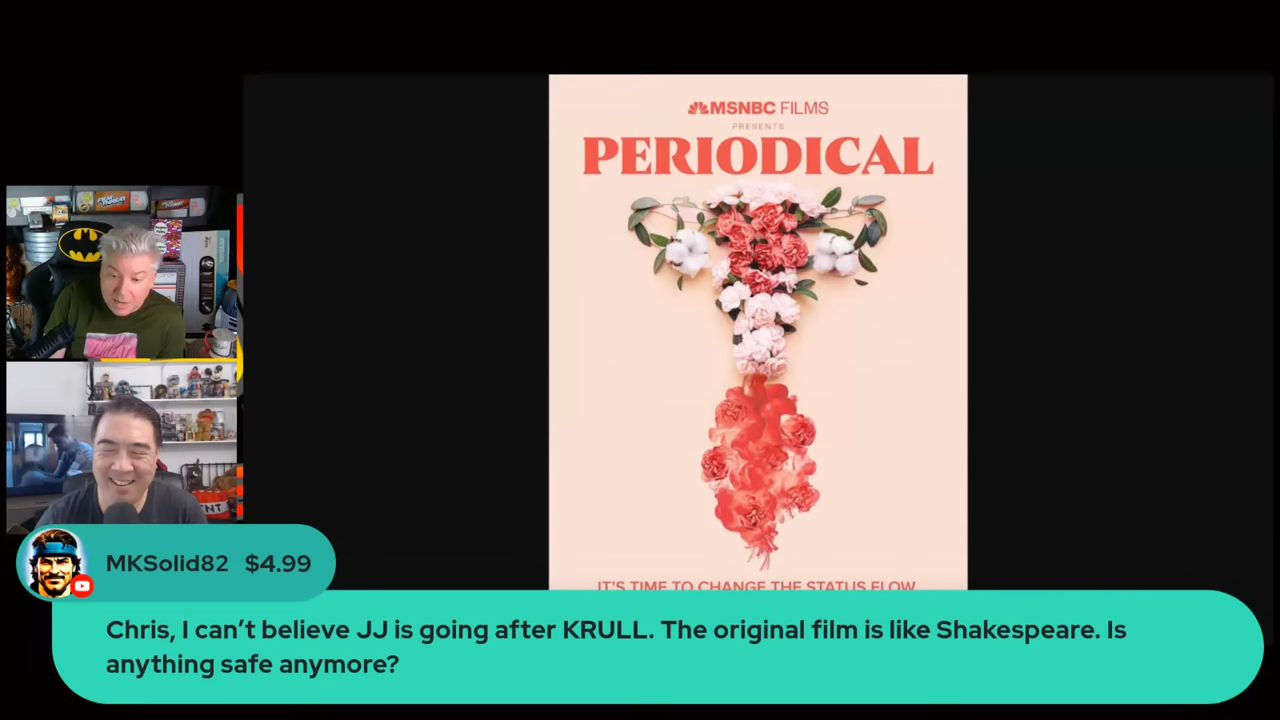 MSNBC FILMS
PRESENTS
PERIODICAL
IT'S TIME TO CHANGE THE STATUS FLOW
MKSolid82 $4.99
Chris, I can't believe JJ is going after KRULL. The original film is like Shakespeare. Is
anything safe anymore?